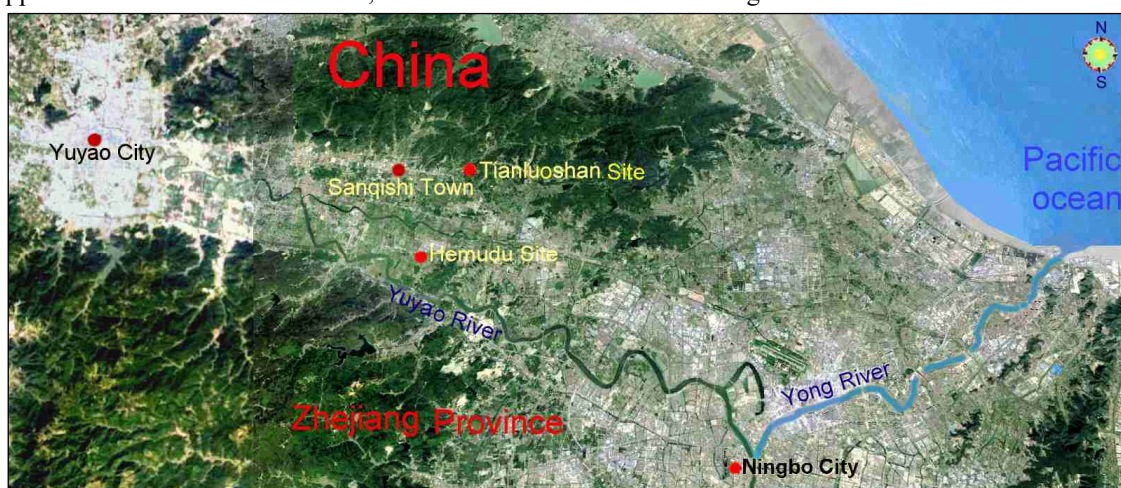 China
N
S
Yuyao City
Pacific
ocean
Tianluoshan Site
Sanqishi Town
Hemudu Site
Yuyao River
Yong River
Zhejiang Province
Ningbo City